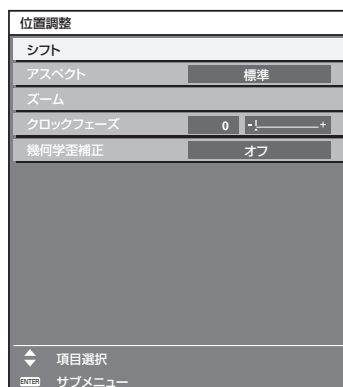 位置調整
シフト
アスペクト 標準
ズーム
クロックフェーズ 0 - +
幾何学歪補正 オフ
項目選択
ENTER サブメニュー